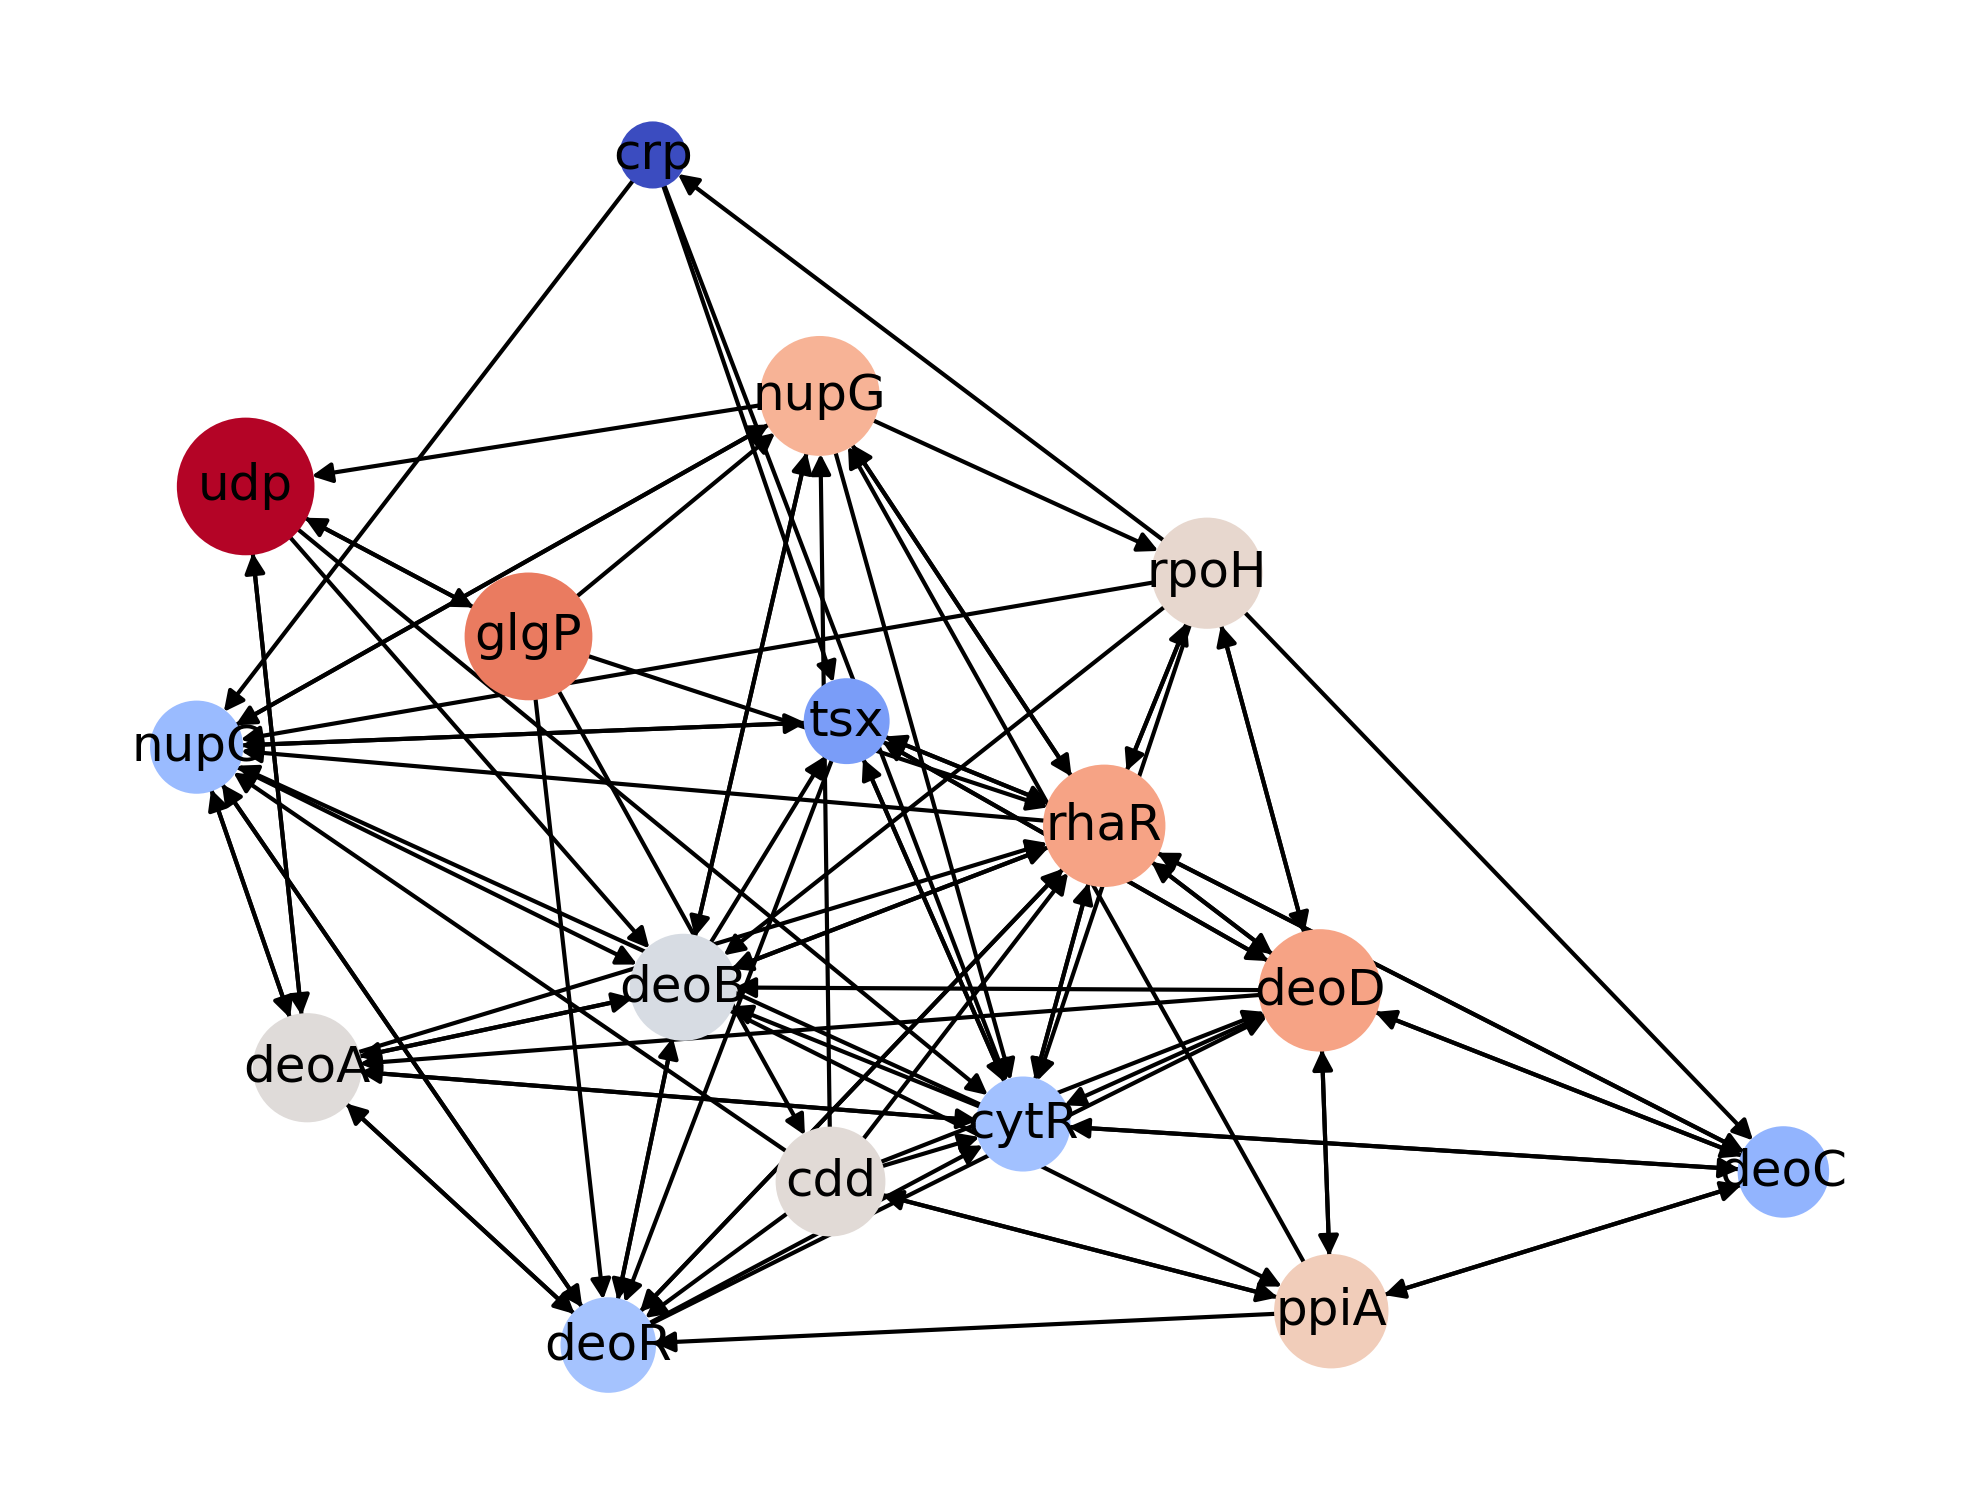 crp
nupG
udp
rpoH
glgP
tsx
nupC
rhaR
deoB
deoD
deoA
cytR
deoC
cdd
ppiA
deoR